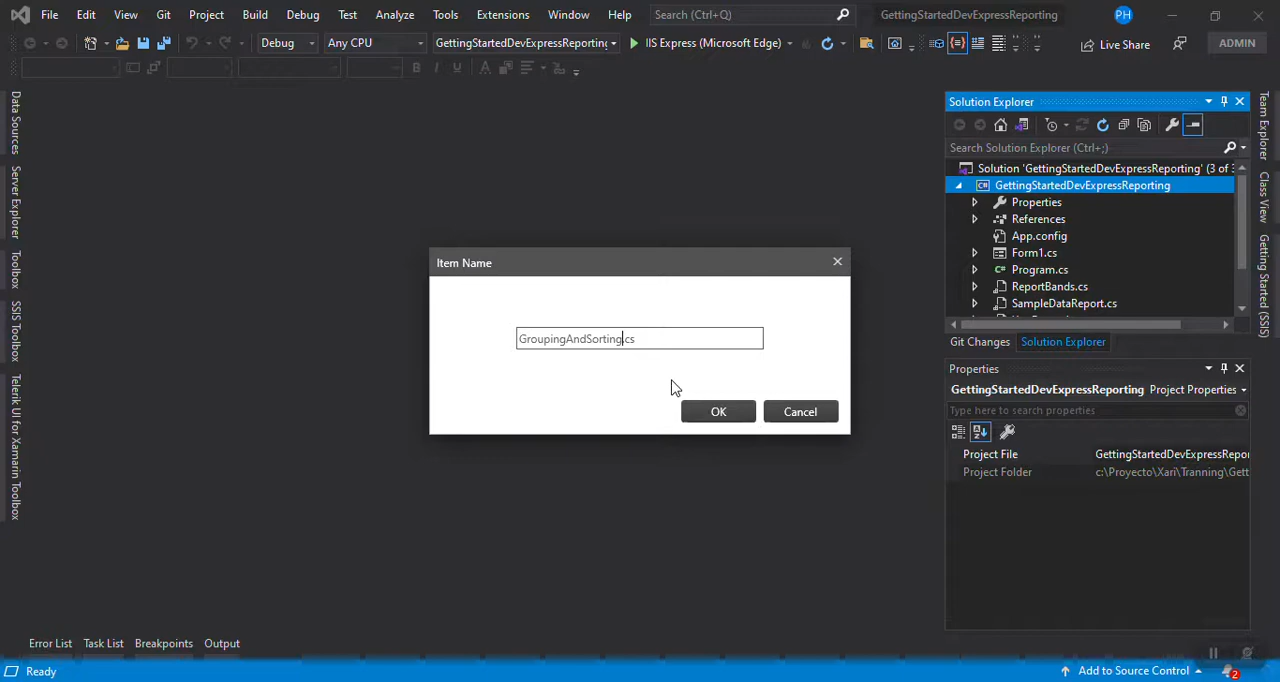 File Edit View Git Project Build Debug Test Analyze Tools Extensions Window Help Search (Ctrl+Q) GettingStartedDevExpressReporting PH
Debug Any CPU GettingStartedDevExpressReporting IIS Express (Microsoft Edge) Live Share ADMIN
B I U A
Data Sources
Server Explorer
Toolbox
SSIS Toolbox
Telerik UI for Xamarin Toolbox
Item Name
GroupingAndSorting.cs
OK Cancel
Solution Explorer
Search Solution Explorer (Ctrl+;)
Solution 'GettingStartedDevExpressReporting' (3 of 3
C# GettingStartedDevExpressReporting
Properties
References
App.config
Form1.cs
C# Program.cs
ReportBands.cs
SampleDataReport.cs
Git Changes Solution Explorer
Properties
GettingStartedDevExpressReporting Project Properties
Type here to search properties
Project File GettingStartedDevExpressRepor
Project Folder c:\Proyecto\Xari\Tranning\Gett
Team Explorer
Class View
Getting Started (SSIS)
Error List Task List Breakpoints Output
Ready Add to Source Control 2